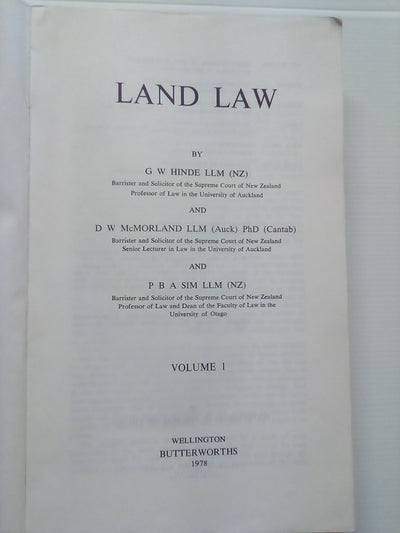 LAND LAW
BY
G W HINDE LLM (NZ)
Barrister and Solicitor of the Supreme Court of New Zealand
Professor of Law in the University of Auckland
AND
D W McMORLAND LLM (Auck) PhD (Cantab)
Barrister and Solicitor of the Supreme Court of New Zealand
Senior Lecturer in Law in the University of Auckland
AND
P B A SIM LLM (NZ)
Barrister and Solicitor of the Supreme Court of New Zealand
Professor of Law and Dean of the Faculty of Law in the
University of Otago
VOLUME 1
WELLINGTON
BUTTERWORTHS
1978